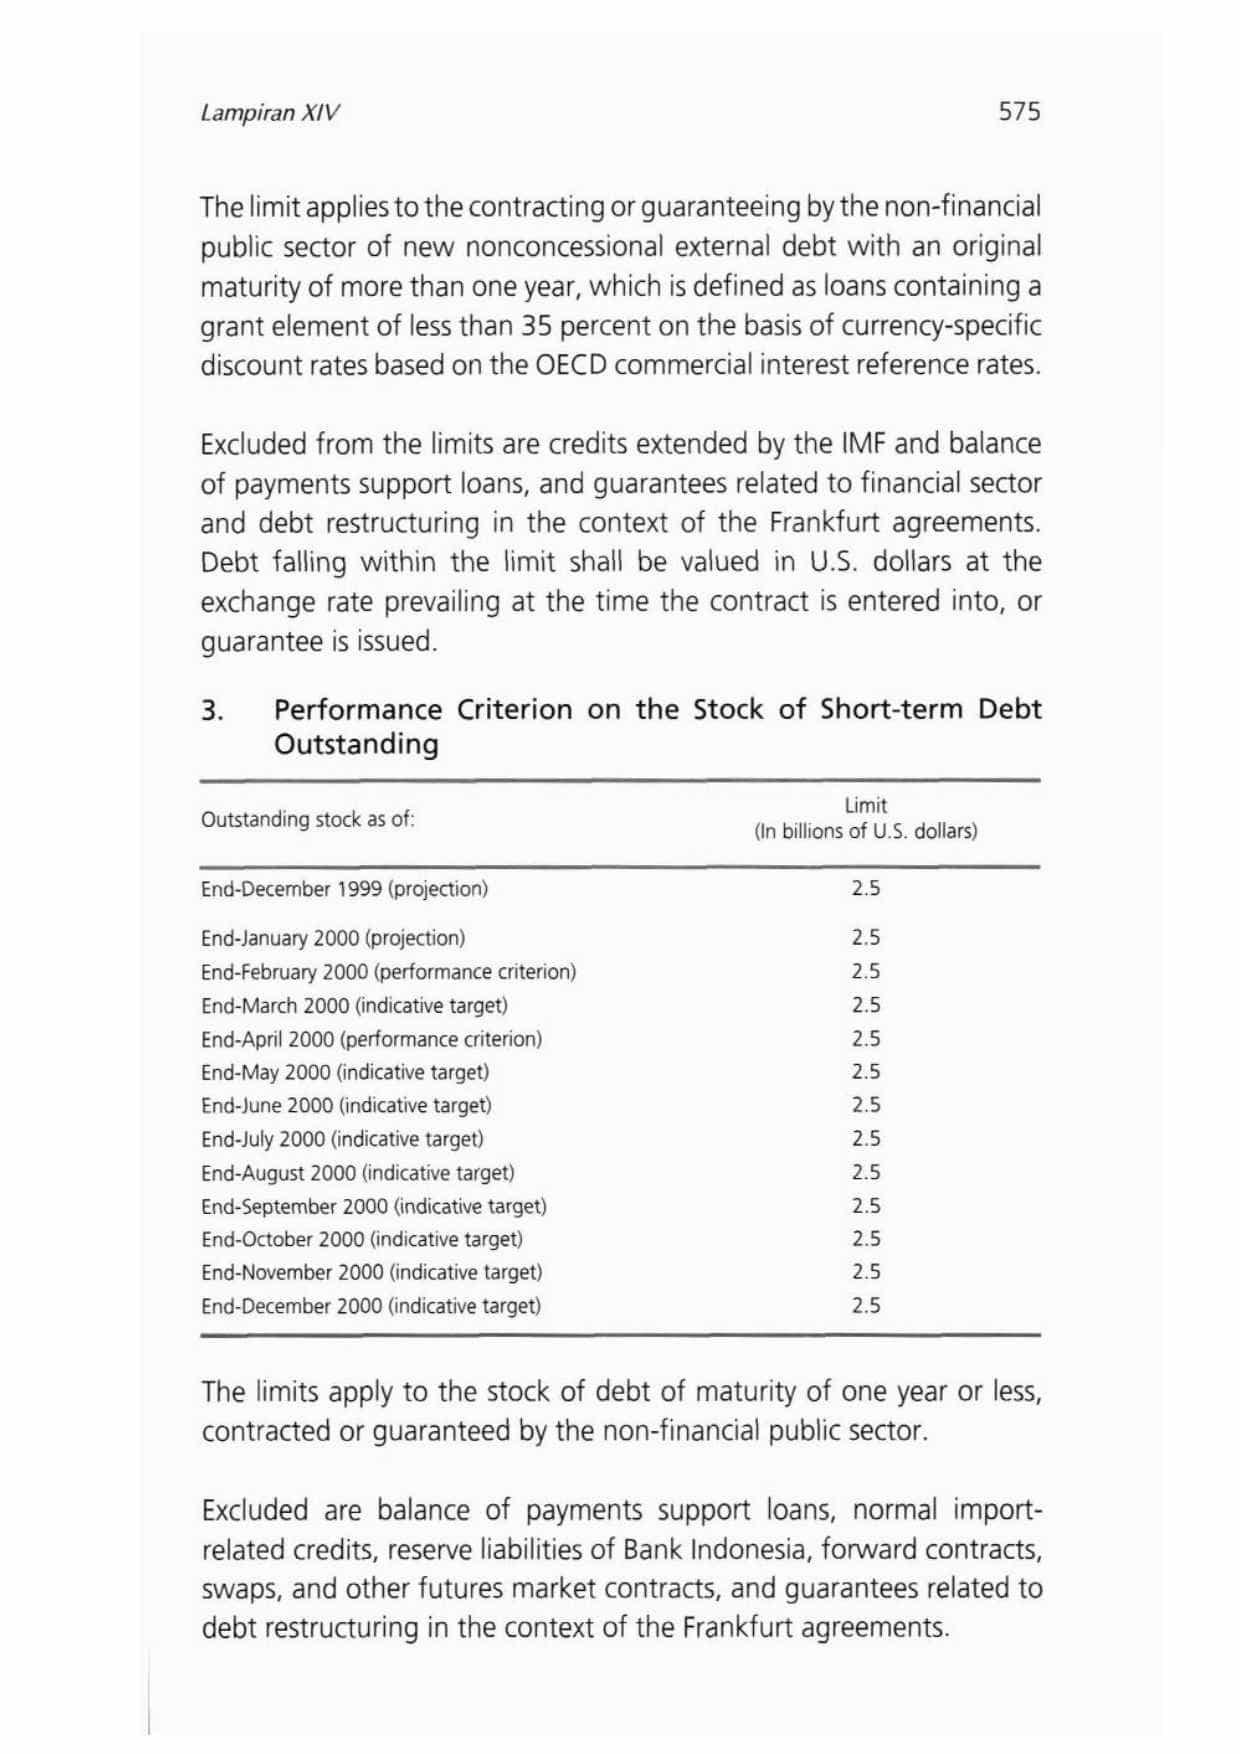 Lampiran XIV 575
The limit applies to the contracting or guaranteeing by the non-financial
public sector of new nonconcessional external debt with an original
maturity of more than one year, which is defined as loans containing a
grant element of less than 35 percent on the basis of currency-specific
discount rates based on the OECD commercial interest reference rates.
Excluded from the limits are credits extended by the IMF and balance
of payments support loans, and guarantees related to financial sector
and debt restructuring in the context of the Frankfurt agreements.
Debt falling within the limit shall be valued in U.S. dollars at the
exchange rate prevailing at the time the contract is entered into, or
guarantee is issued.
3. Performance Criterion on the Stock of Short-term Debt
Outstanding
Outstanding stock as of: Limit
(In billions of U.S. dollars)
End-December 1999 (projection) 2.5
End-January 2000 (projection) 2.5
End-February 2000 (performance criterion) 2.5
End-March 2000 (indicative target) 2.5
End-April 2000 (performance criterion) 2.5
End-May 2000 (indicative target) 2.5
End-June 2000 (indicative target) 2.5
End-July 2000 (indicative target) 2.5
End-August 2000 (indicative target) 2.5
End-September 2000 (indicative target) 2.5
End-October 2000 (indicative target) 2.5
End-November 2000 (indicative target) 2.5
End-December 2000 (indicative target) 2.5
The limits apply to the stock of debt of maturity of one year or less,
contracted or guaranteed by the non-financial public sector.
Excluded are balance of payments support loans, normal import-
related credits, reserve liabilities of Bank Indonesia, forward contracts,
swaps, and other futures market contracts, and guarantees related to
debt restructuring in the context of the Frankfurt agreements.